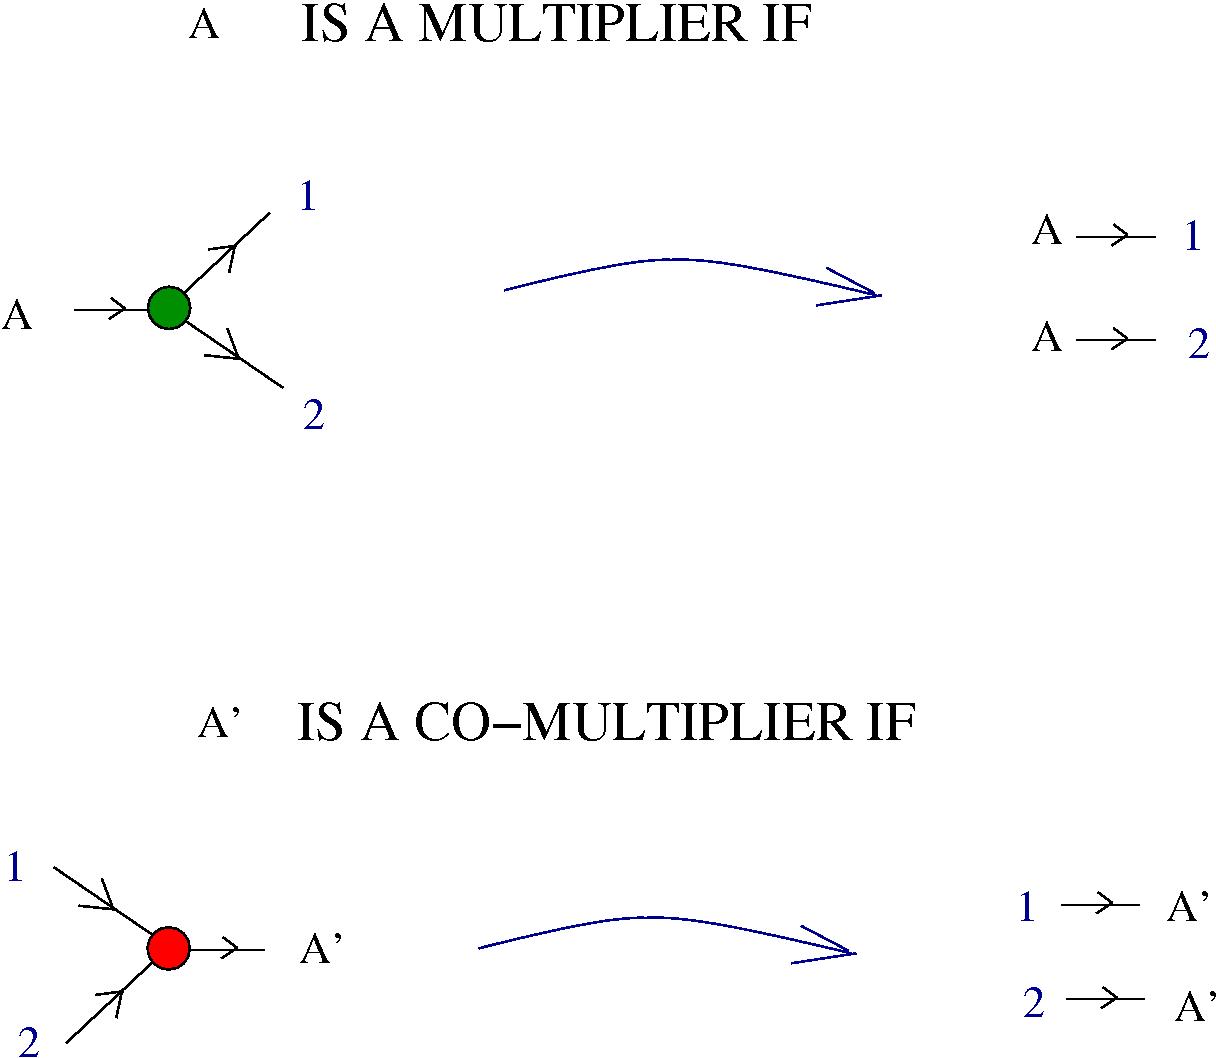 A IS A MULTIPLIER IF
1
A
2
A 1
A 2
A' IS A CO-MULTIPLIER IF
1
A'
2
1 A'
2 A'